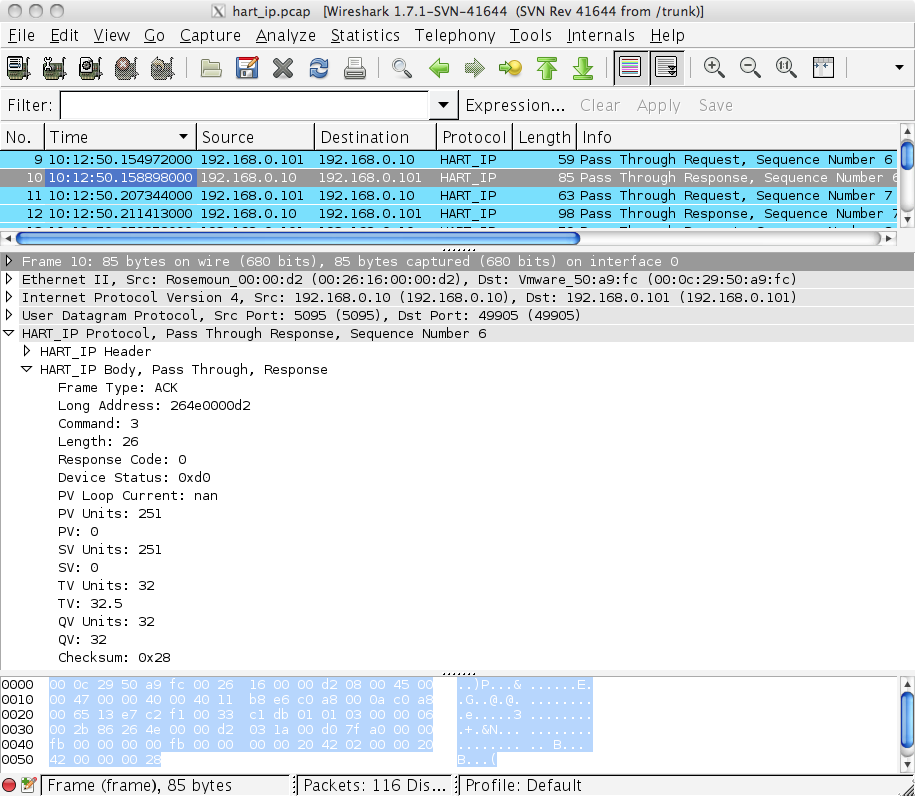 hart_ip.pcap [Wireshark 1.7.1-SVN-41644 (SVN Rev 41644 from /trunk)]
File Edit View Go Capture Analyze Statistics Telephony Tools Internals Help
Filter: Expression... Clear Apply Save
No. Time Source Destination Protocol Length Info
9 10:12:50.154972000 192.168.0.101 192.168.0.10 HART_IP 59 Pass Through Request, Sequence Number 6
10 10:12:50.158898000 192.168.0.10 192.168.0.101 HART_IP 85 Pass Through Response, Sequence Number 6
11 10:12:50.207344000 192.168.0.101 192.168.0.10 HART_IP 63 Pass Through Request, Sequence Number 7
12 10:12:50.211413000 192.168.0.10 192.168.0.101 HART_IP 98 Pass Through Response, Sequence Number 7
Frame 10: 85 bytes on wire (680 bits), 85 bytes captured (680 bits) on interface 0
Ethernet II, Src: Rosemoun_00:00:d2 (00:26:16:00:00:d2), Dst: Vmware_50:a9:fc (00:0c:29:50:a9:fc)
Internet Protocol Version 4, Src: 192.168.0.10 (192.168.0.10), Dst: 192.168.0.101 (192.168.0.101)
User Datagram Protocol, Src Port: 5095 (5095), Dst Port: 49905 (49905)
HART_IP Protocol, Pass Through Response, Sequence Number 6
HART_IP Header
HART_IP Body, Pass Through, Response
Frame Type: ACK
Long Address: 264e0000d2
Command: 3
Length: 26
Response Code: 0
Device Status: 0xd0
PV Loop Current: nan
PV Units: 251
PV: 0
SV Units: 251
SV: 0
TV Units: 32
TV: 32.5
QV Units: 32
QV: 32
Checksum: 0x28
0000 00 0c 29 50 a9 fc 00 26 16 00 00 d2 08 00 45 00 ..)P...& ......E.
0010 00 47 00 00 40 00 40 11 b8 e6 c0 a8 00 0a c0 a8 .G..@.@. ........
0020 00 65 13 e7 c2 f1 00 33 c1 db 01 01 03 00 00 06 .e.....3 ........
0030 00 2b 86 26 4e 00 00 d2 03 1a 00 d0 7f a0 00 00 .+.&N... ........
0040 fb 00 00 00 00 fb 00 00 00 00 20 42 02 00 00 20 ........ .. B...
0050 42 00 00 00 28 B...(
Frame (frame), 85 bytes Packets: 116 Dis... Profile: Default